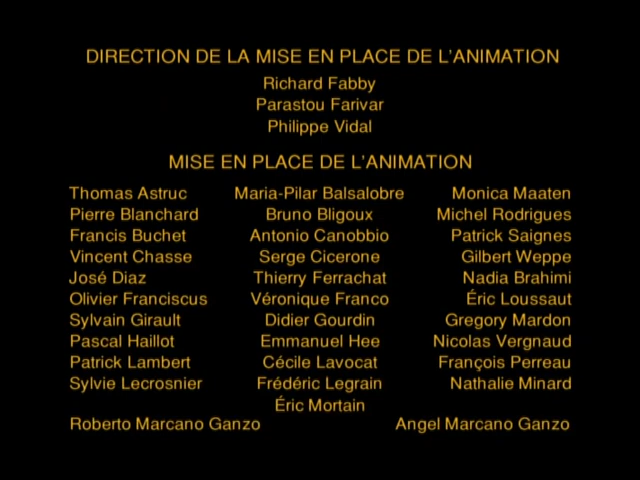 DIRECTION DE LA MISE EN PLACE DE L'ANIMATION
Richard Fabby
Parastou Farivar
Philippe Vidal
MISE EN PLACE DE L'ANIMATION
Thomas Astruc Maria-Pilar Balsalobre Monica Maaten
Pierre Blanchard Bruno Bligoux Michel Rodrigues
Francis Buchet Antonio Canobbio Patrick Saignes
Vincent Chasse Serge Cicerone Gilbert Weppe
José Diaz Thierry Ferrachat Nadia Brahimi
Olivier Franciscus Véronique Franco Éric Loussaut
Sylvain Girault Didier Gourdin Gregory Mardon
Pascal Haillot Emmanuel Hee Nicolas Vergnaud
Patrick Lambert Cécile Lavocat François Perreau
Sylvie Lecrosnier Frédéric Legrain Nathalie Minard
Éric Mortain
Roberto Marcano Ganzo Angel Marcano Ganzo